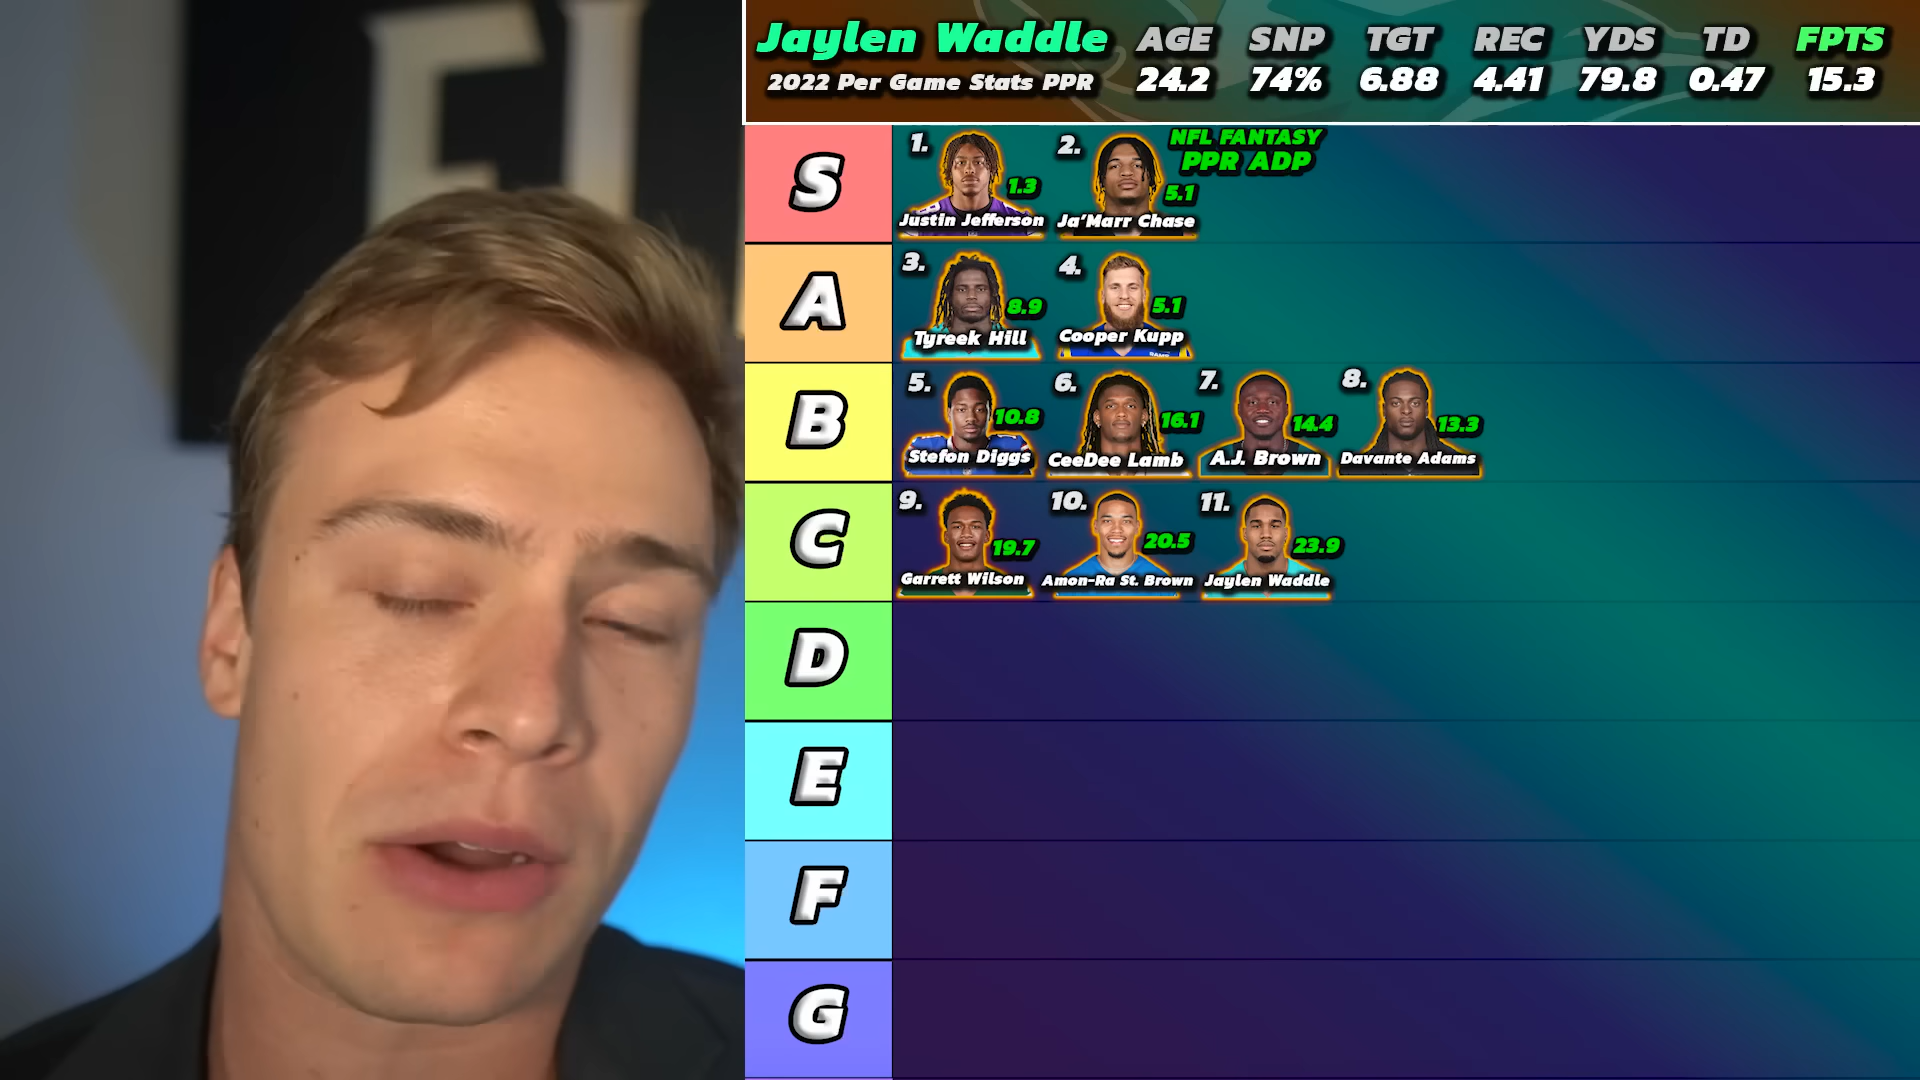 Jaylen Waddle
2022 Per Game Stats PPR
AGE SNP TGT REC YDS TD FPTS
24.2 74% 6.88 4.41 79.8 0.47 15.3
S
1. 1.3
Justin Jefferson
2. 5.1
Ja'Marr Chase
NFL FANTASY
PPR ADP
A
3. 8.9
Tyreek Hill
4. 5.1
Cooper Kupp
B
5. 10.8
Stefon Diggs
6. 16.1
CeeDee Lamb
7. 14.4
A.J. Brown
8. 13.3
Davante Adams
C
9. 19.7
Garrett Wilson
10. 20.5
Amon-Ra St. Brown
11. 23.9
Jaylen Waddle
D
E
F
G